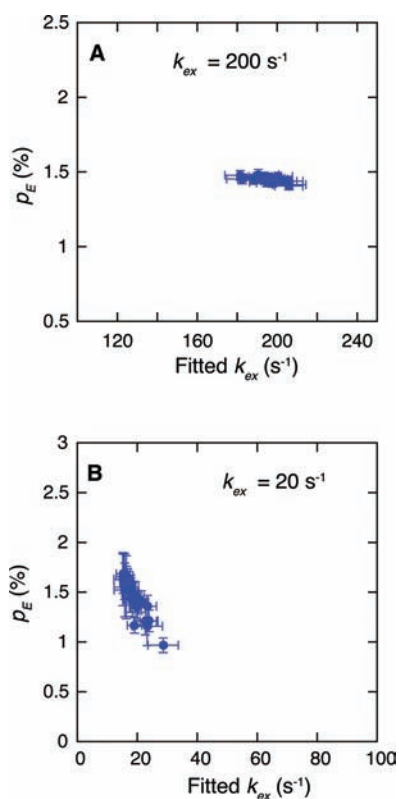 2.5
A
k_ex = 200 s⁻¹
2
p_E (%)
1.5
1
0.5
120 160 200 240
Fitted k_ex (s⁻¹)
3
B
k_ex = 20 s⁻¹
2.5
2
p_E (%)
1.5
1
0.5
0
0 20 40 60 80 100
Fitted k_ex (s⁻¹)